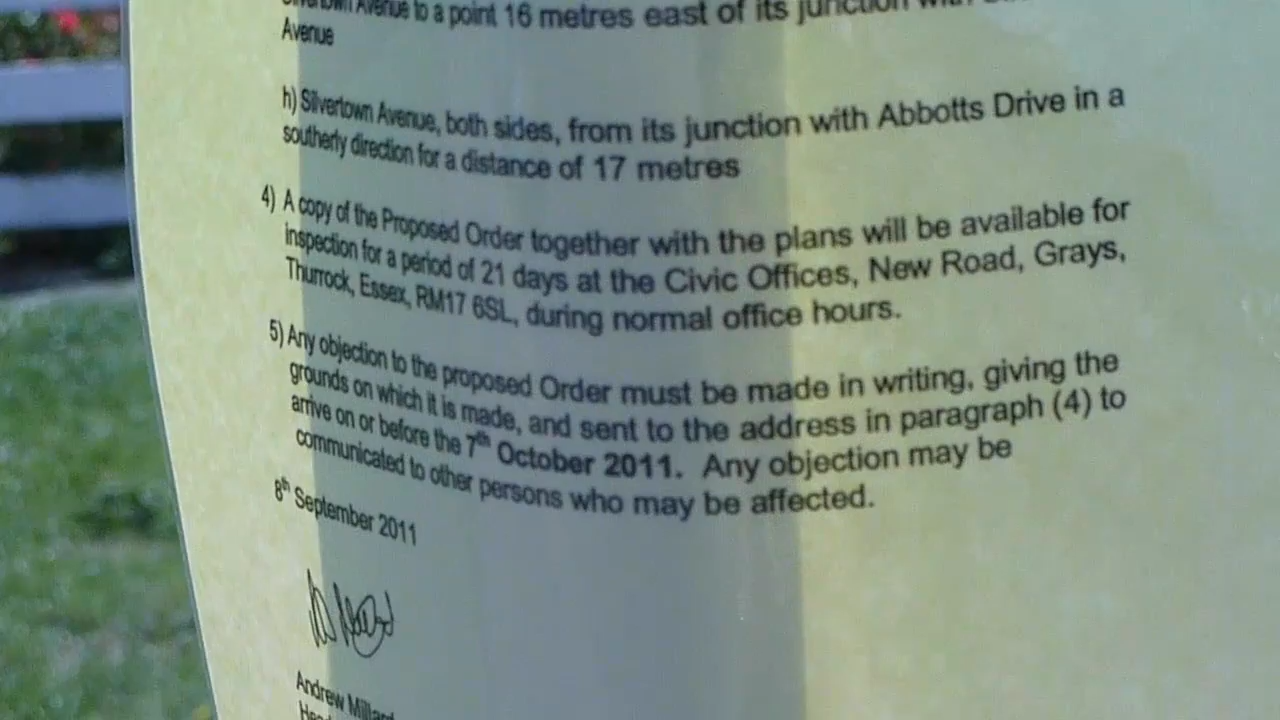 Silvertown Avenue to a point 16 metres east of its junction with
Avenue
h) Silvertown Avenue, both sides, from its junction with Abbotts Drive in a
southerly direction for a distance of 17 metres
4) A copy of the Proposed Order together with the plans will be available for
inspection for a period of 21 days at the Civic Offices, New Road, Grays,
Thurrock, Essex, RM17 6SL, during normal office hours.
5) Any objection to the proposed Order must be made in writing, giving the
grounds on which it is made, and sent to the address in paragraph (4) to
arrive on or before the 7th October 2011. Any objection may be
communicated to other persons who may be affected.
8th September 2011
Andrew Millard